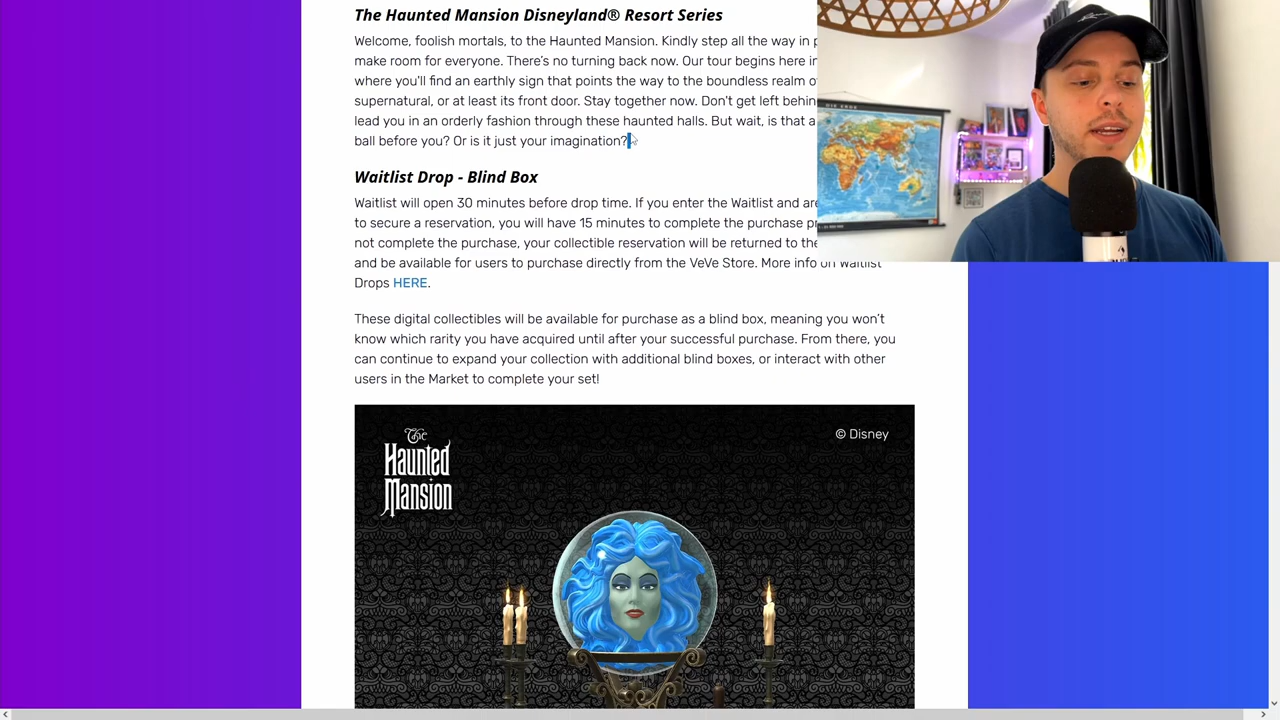 The Haunted Mansion Disneyland® Resort Series
Welcome, foolish mortals, to the Haunted Mansion. Kindly step all the way in
make room for everyone. There's no turning back now. Our tour begins here in
where you'll find an earthly sign that points the way to the boundless realm
supernatural, or at least its front door. Stay together now. Don't get left
lead you in an orderly fashion through these haunted halls. But wait, is that a
ball before you? Or is it just your imagination?
Waitlist Drop - Blind Box
Waitlist will open 30 minutes before drop time. If you enter the Waitlist and
to secure a reservation, you will have 15 minutes to complete the purchase
not complete the purchase, your collectible reservation will be returned to the
and be available for users to purchase directly from the VeVe Store. More info on Waitlist
Drops HERE.
These digital collectibles will be available for purchase as a blind box, meaning you won't
know which rarity you have acquired until after your successful purchase. From there, you
can continue to expand your collection with additional blind boxes, or interact with other
users in the Market to complete your set!
The
Haunted
Mansion
© Disney